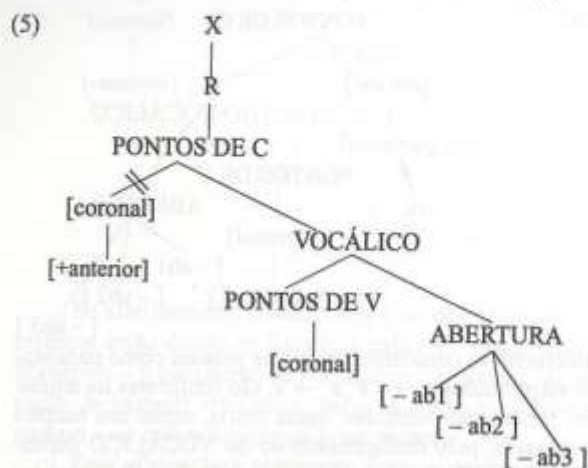 (5) X
R
PONTOS DE C
[coronal]
[+anterior]
VOCÁLICO
PONTOS DE V
[coronal]
ABERTURA
[–ab1]
[–ab2]
[–ab3]